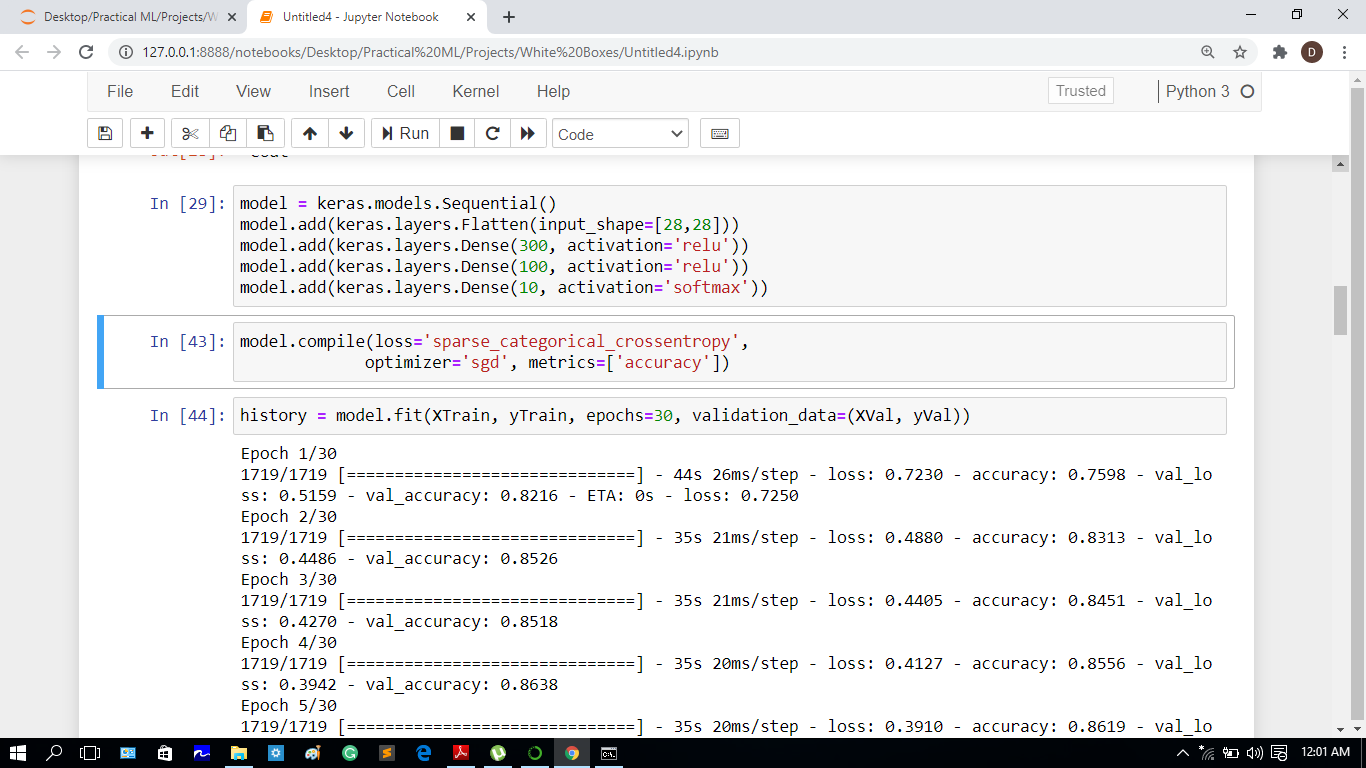 Desktop/Practical ML/Projects/W
Untitled4 - Jupyter Notebook
127.0.0.1:8888/notebooks/Desktop/Practical%20ML/Projects/White%20Boxes/Untitled4.ipynb
D
File Edit View Insert Cell Kernel Help
Trusted
Python 3
Run
Code
In [29]:
model = keras.models.Sequential()
model.add(keras.layers.Flatten(input_shape=[28,28]))
model.add(keras.layers.Dense(300, activation='relu'))
model.add(keras.layers.Dense(100, activation='relu'))
model.add(keras.layers.Dense(10, activation='softmax'))
In [43]:
model.compile(loss='sparse_categorical_crossentropy',
optimizer='sgd', metrics=['accuracy'])
In [44]:
history = model.fit(XTrain, yTrain, epochs=30, validation_data=(XVal, yVal))
Epoch 1/30
1719/1719 [==============================] - 44s 26ms/step - loss: 0.7230 - accuracy: 0.7598 - val_lo
ss: 0.5159 - val_accuracy: 0.8216 - ETA: 0s - loss: 0.7250
Epoch 2/30
1719/1719 [==============================] - 35s 21ms/step - loss: 0.4880 - accuracy: 0.8313 - val_lo
ss: 0.4486 - val_accuracy: 0.8526
Epoch 3/30
1719/1719 [==============================] - 35s 21ms/step - loss: 0.4405 - accuracy: 0.8451 - val_lo
ss: 0.4270 - val_accuracy: 0.8518
Epoch 4/30
1719/1719 [==============================] - 35s 20ms/step - loss: 0.4127 - accuracy: 0.8556 - val_lo
ss: 0.3942 - val_accuracy: 0.8638
Epoch 5/30
1719/1719 [==============================] - 35s 20ms/step - loss: 0.3910 - accuracy: 0.8619 - val_lo
12:01 AM